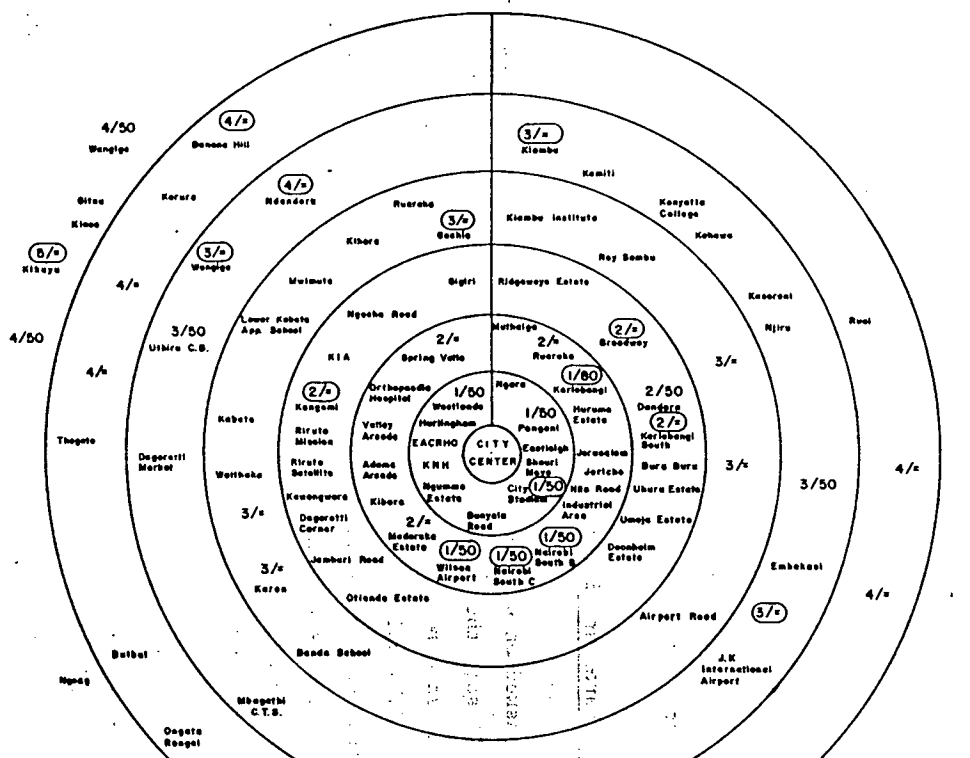 4/50
Wangige
4/=
Banana Hill
3/=
Kiambu
Kamiti
Gitau
Kinoo
Karura
4/=
Ndenderu
Ruaraka
3/=
Gachie
Kiambu Institute
Kenyatta
College
Kahawa
5/=
Kikuyu
3/=
Wangige
Kihara
Roy Sambu
4/=
Mwimuto
Gigiri
Ridgeways Estate
Kasarani
4/50
3/50
Uthiru C.B.
Lower Kabete
App. School
Ngecha Road
Muthaiga
2/=
Broadway
Njiru
Ruai
4/=
KIA
2/=
Spring Valle
2/=
Ruaraka
3/=
2/=
Kangemi
Orthopaedic
Hospital
1/50
Westlands
Ngara
1/80
Kariobangi
2/50
Dandora
Kabete
Hurlingham
1/50
Pangani
Huruma
Estate
2/=
Kariobangi
South
Thogoto
Riruta
Mission
Valley
Arcade
EACRHO
CITY
CENTER
Eastleigh
Jerusalem
Dagoretti
Market
Waithaka
Riruta
Satellite
Adams
Arcade
KNH
Shauri
Moyo
Jericho
Buru Buru
3/=
4/=
Kawangware
Kibera
Ngummo
Estate
City
Stadium
1/50
Nile Road
Uhuru Estate
3/50
3/=
Dagoretti
Corner
2/=
Madaraka
Estate
Bunyala
Road
Industrial
Area
Umoja Estate
3/=
Karen
Jamhuri Road
1/50
Wilson
Airport
1/50
Nairobi
South C
1/50
Nairobi
South B
Doonholm
Estate
Embakasi
4/=
Otiende Estate
Airport Road
3/=
Bulbul
Banda School
J.K
International
Airport
Ngong
Mbagathi
C.T.S.
Ongata
Rongai